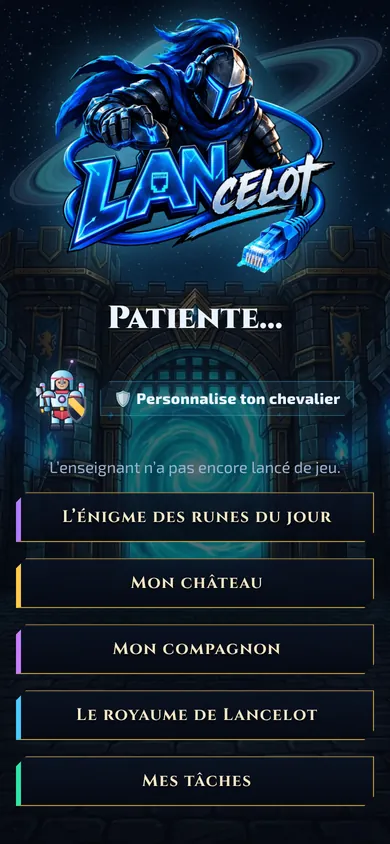 LANCELOT
Patiente...
Personnalise ton chevalier
L'enseignant n'a pas encore lancé de jeu.
L'énigme des runes du jour
Mon château
Mon compagnon
Le royaume de Lancelot
Mes tâches